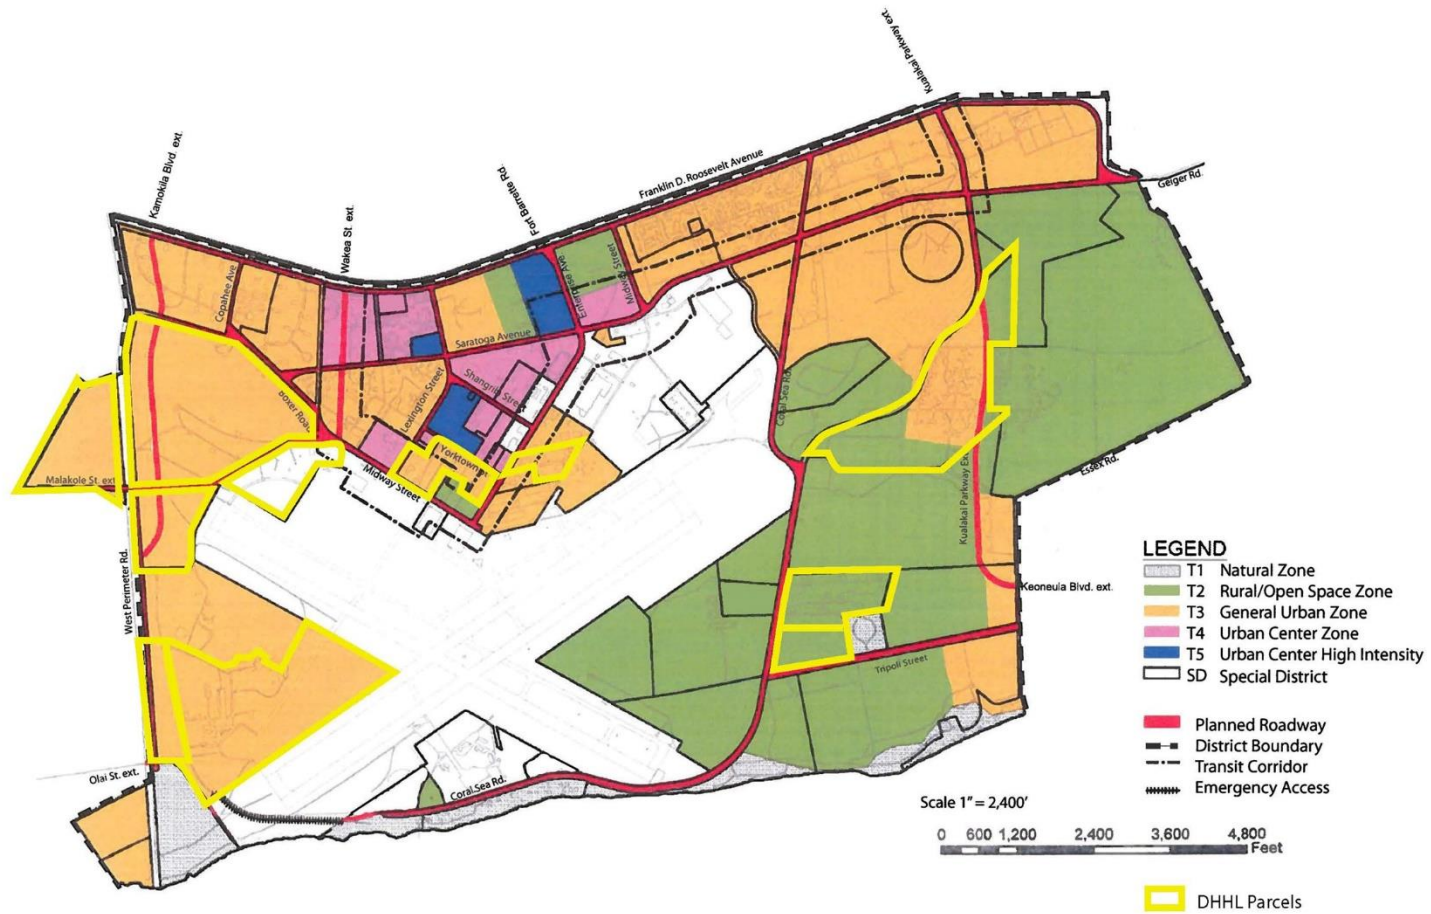 Kualakai Parkway ext.
Kamokila Blvd. ext.
Wakea St. ext.
Fort Barrette Rd.
Franklin D. Roosevelt Avenue
Geiger Rd.
Copahee Ave
Enterprise Ave
Midway Street
Saratoga Avenue
Shangrila Street
Lexington Street
Boxer Road
Coral Sea Rd.
Yorktown
Midway Street
Malakole St. ext.
Essex Rd.
Kualakai Parkway Ext.
West Perimeter Rd.
Keoneula Blvd. ext.
Tripoli Street
Olai St. ext.
Coral Sea Rd.
LEGEND
T1 Natural Zone
T2 Rural/Open Space Zone
T3 General Urban Zone
T4 Urban Center Zone
T5 Urban Center High Intensity
SD Special District
Planned Roadway
District Boundary
Transit Corridor
Emergency Access
Scale 1" = 2,400'
0 600 1,200 2,400 3,600 4,800
Feet
DHHL Parcels